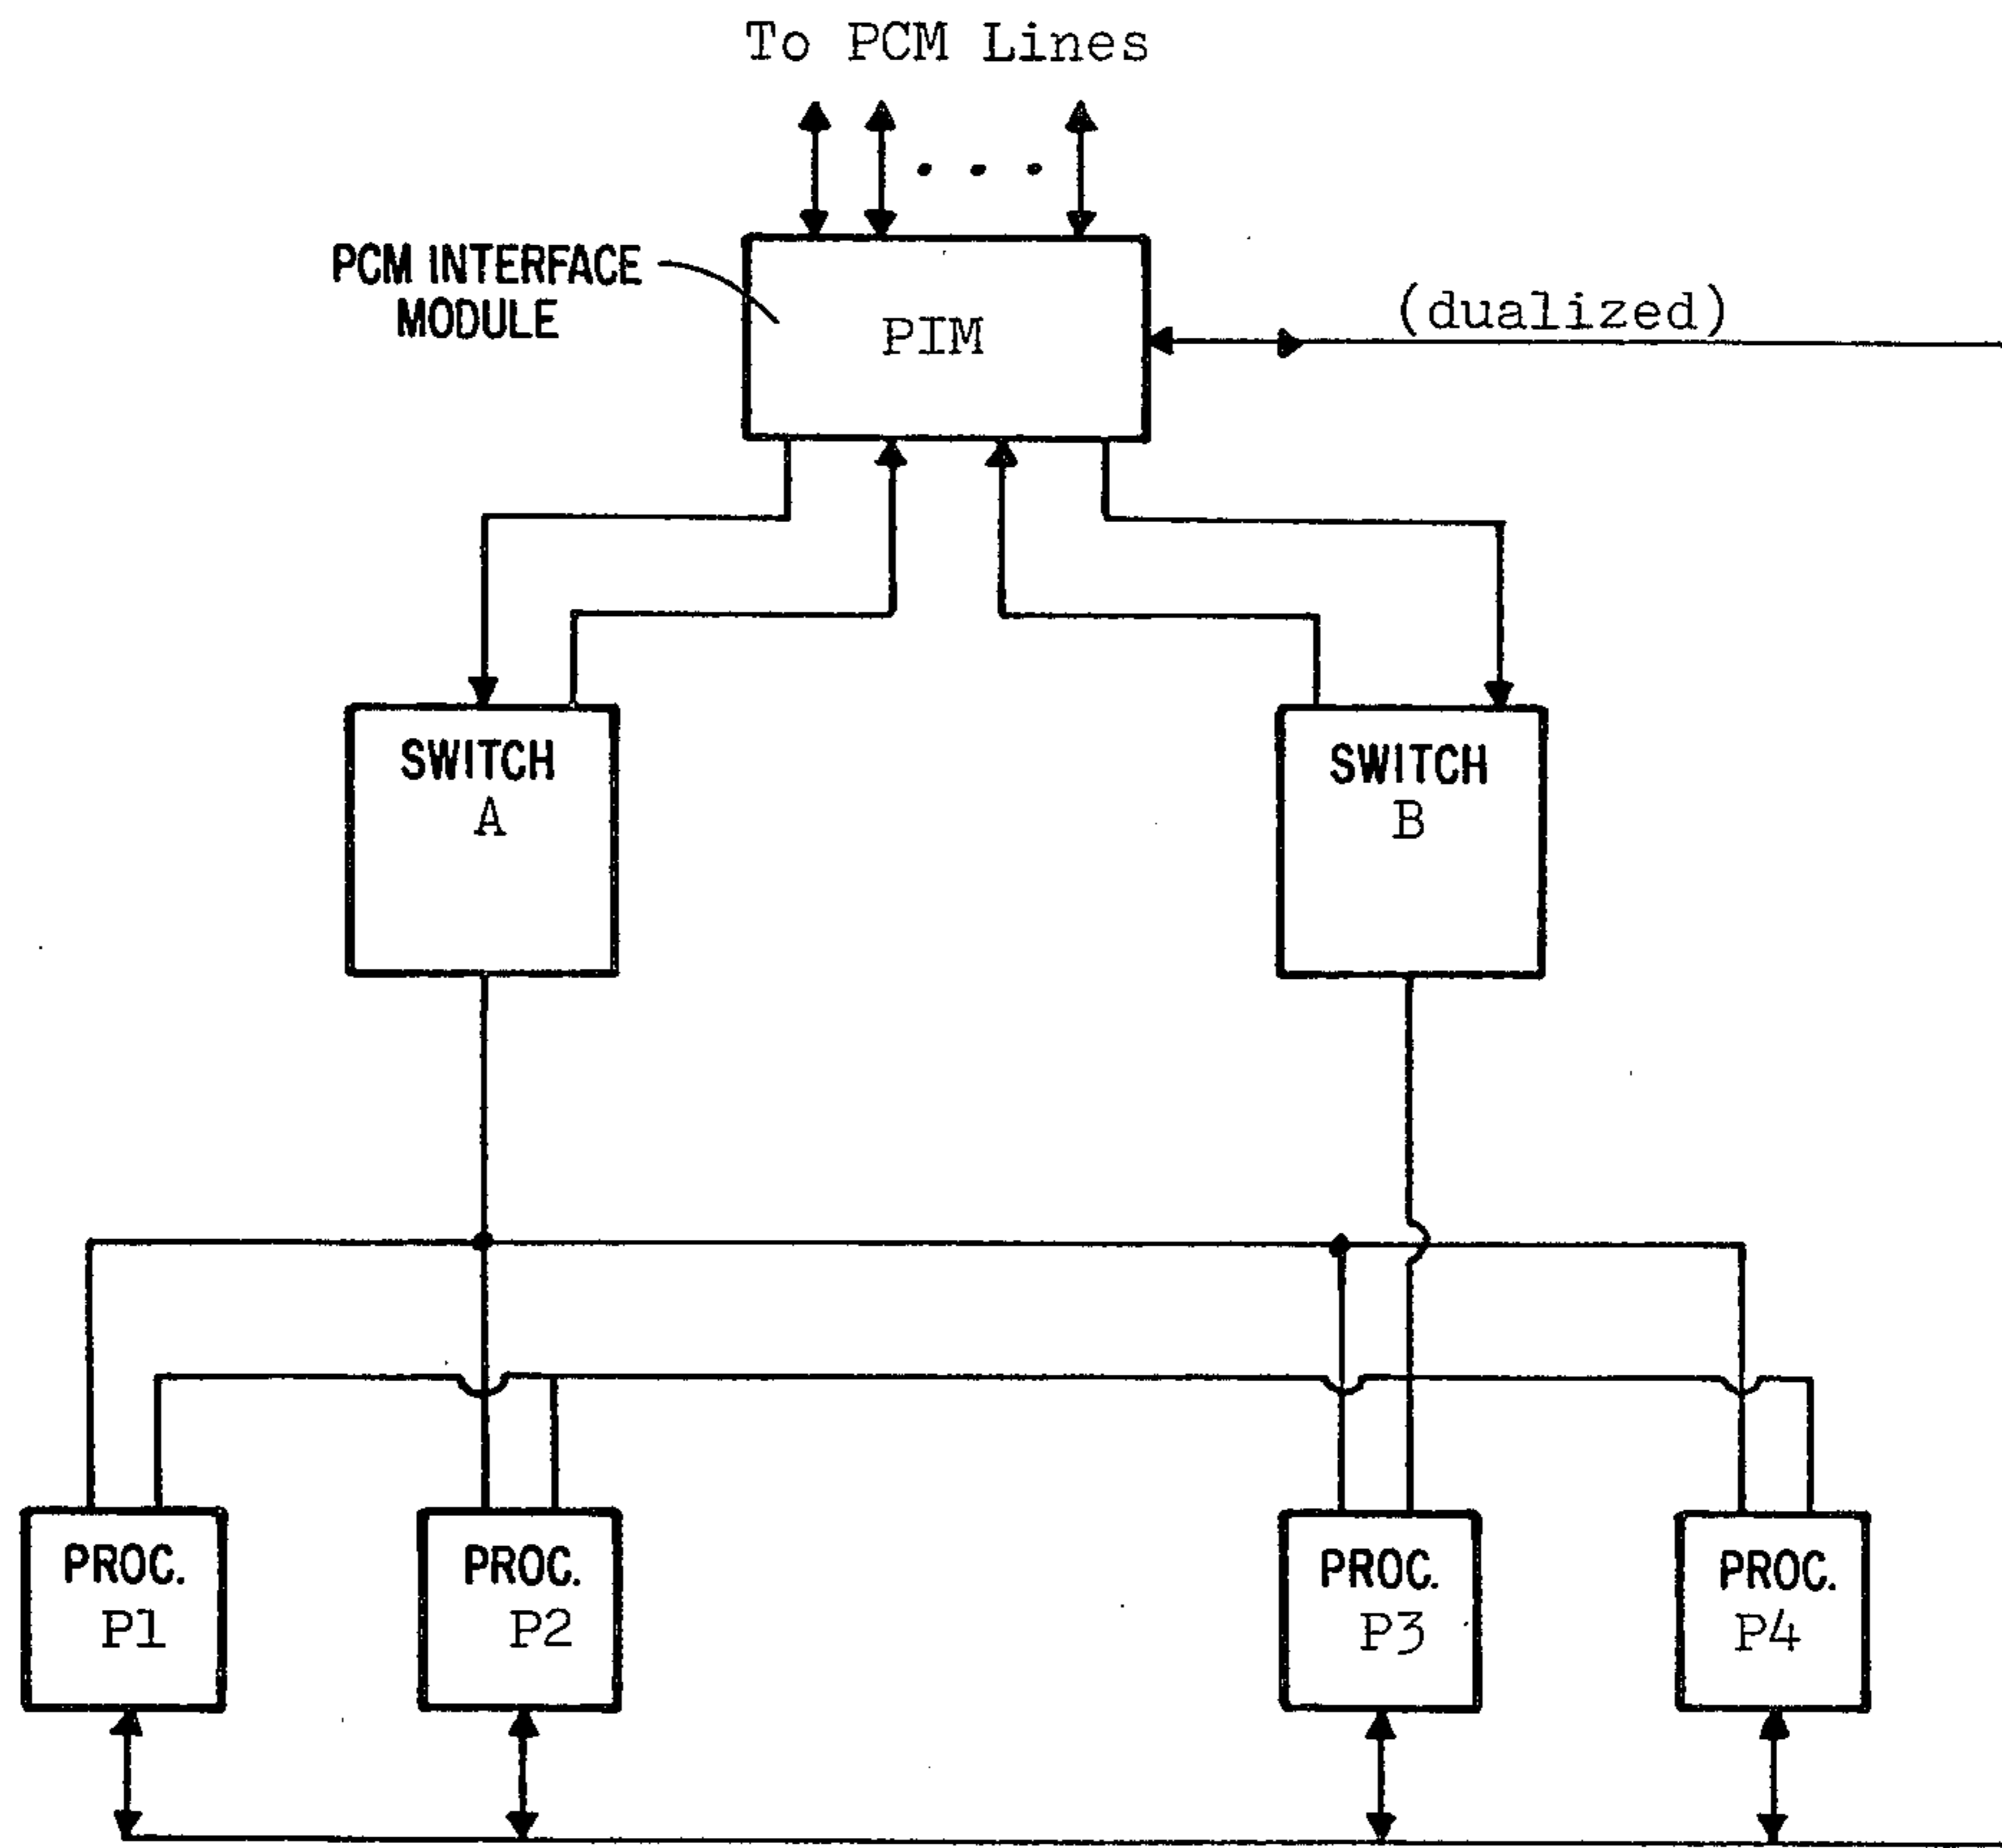 To PCM Lines
PCM INTERFACE
MODULE
PIM
(dualized)
SWITCH
A
SWITCH
B
PROC.
P1
PROC.
P2
PROC.
P3
PROC.
P4